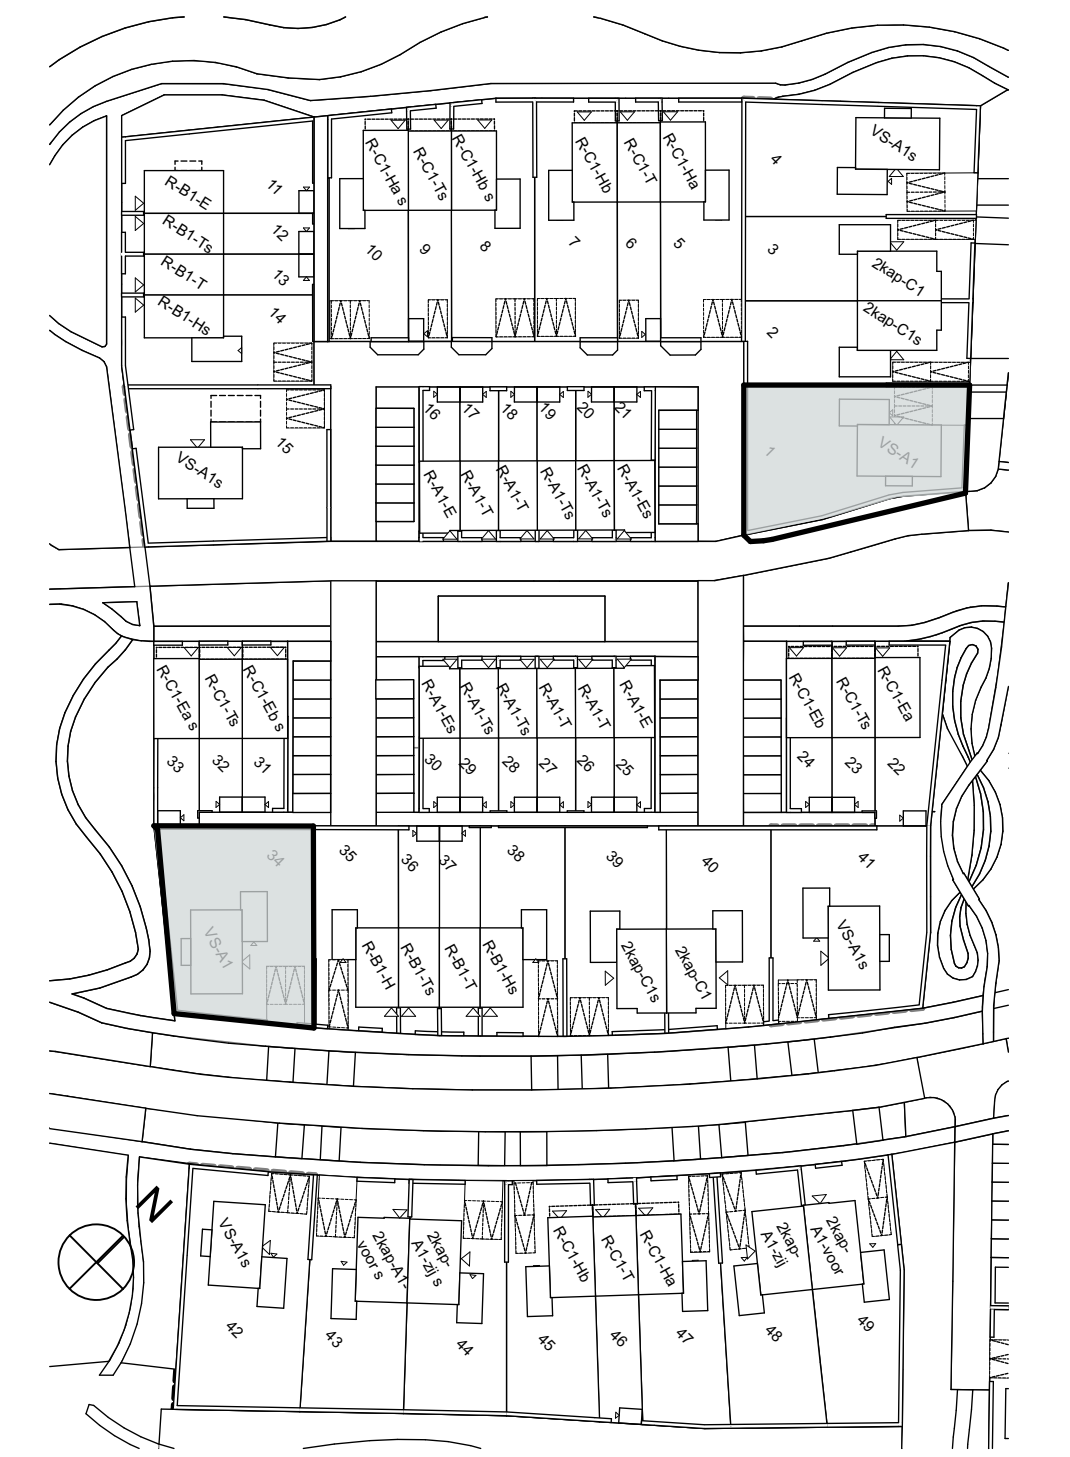 VS-A1s
4
R-C1-Ha s
R-C1-Ts
R-C1-Hb s
R-C1-Hb
R-C1-T
R-C1-Ha
R-B1-E
11
R-B1-Ts
12
R-B1-T
13
R-B1-Hs
14
10
9
8
7
6
5
3
2kap-C1
2
2kap-C1s
16
17
18
19
20
21
15
VS-A1s
1
VS-A1
R-A1-E
R-A1-T
R-A1-T
R-A1-Ts
R-A1-Ts
R-A1-Es
R-C1-Ea s
R-C1-Ts
R-C1-Eb s
R-A1-Es
R-A1-Ts
R-A1-Ts
R-A1-T
R-A1-T
R-A1-E
R-C1-Eb
R-C1-Ts
R-C1-Ea
33
32
31
30
29
28
27
26
25
24
23
22
34
35
36
37
38
39
40
41
VS-A1
R-B1-H
R-B1-Ts
R-B1-T
R-B1-Hs
2kap-C1s
2kap-C1
VS-A1s
N
VS-A1s
2kap-A1-
voor s
2kap-
A1-zij s
R-C1-Hb
R-C1-T
R-C1-Ha
2kap-
A1-zij
2kap-
A1-voor
42
43
44
45
46
47
48
49